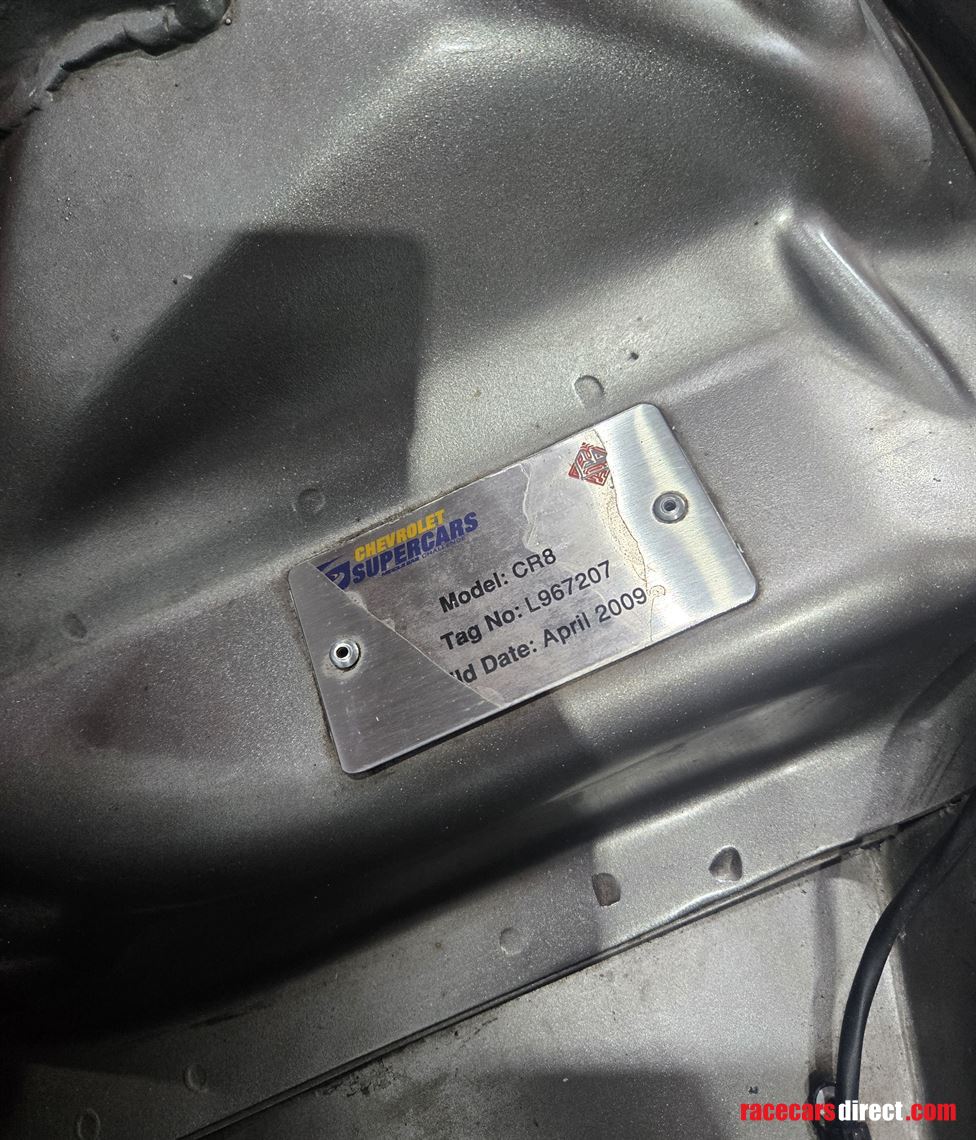 CHEVROLET
SUPERCARS
Model: CR8
Tag No: L967207
ild Date: April 2009
racecarsdirect.com